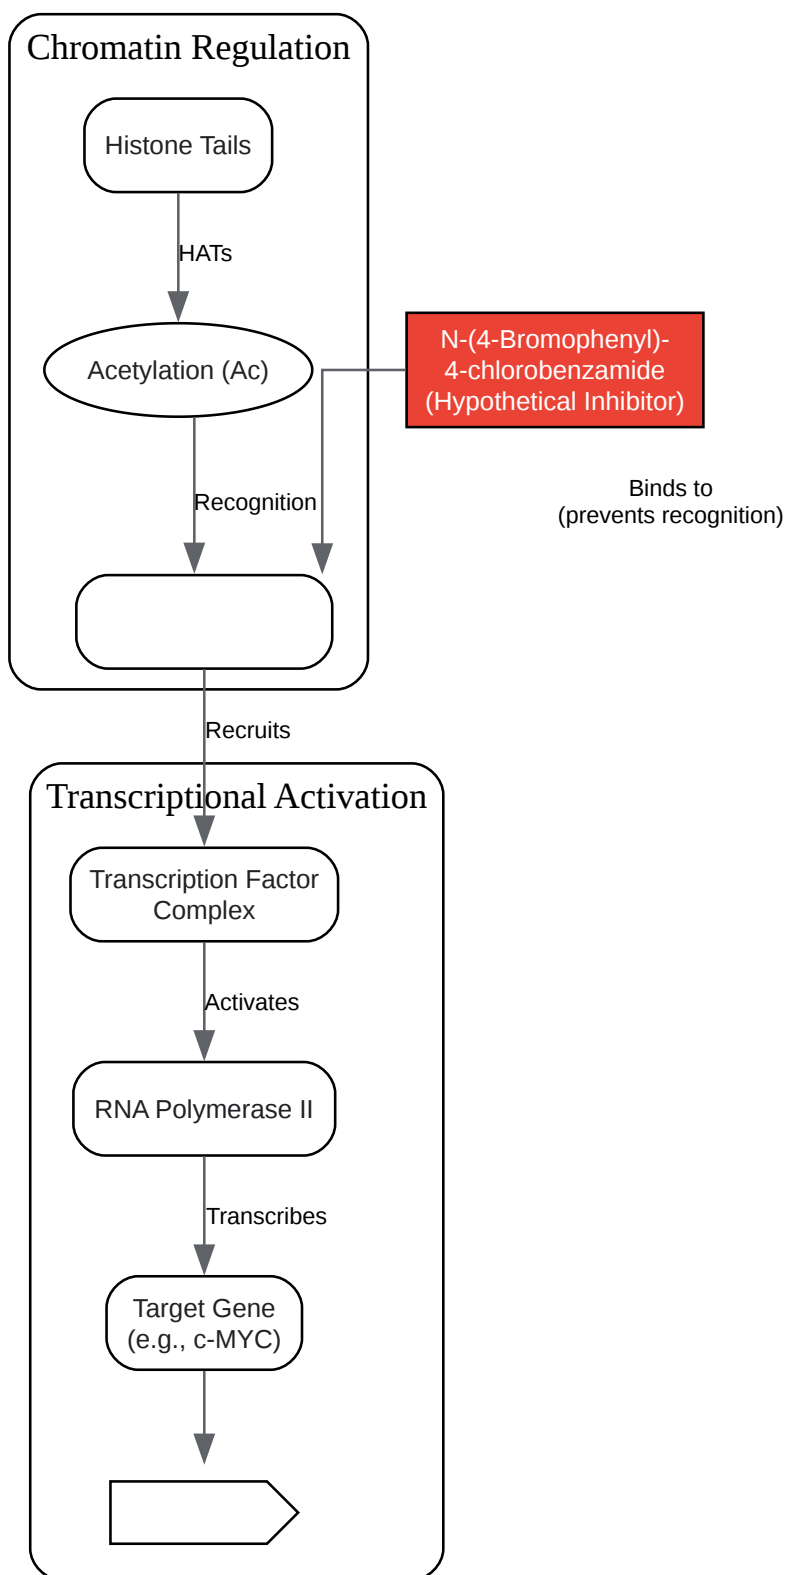 Chromatin Regulation
Histone Tails
HATs
Acetylation (Ac)
N-(4-Bromophenyl)-
4-chlorobenzamide
(Hypothetical Inhibitor)
Recognition
Binds to
(prevents recognition)
Recruits
Transcriptional Activation
Transcription Factor
Complex
Activates
RNA Polymerase II
Transcribes
Target Gene
(e.g., c-MYC)